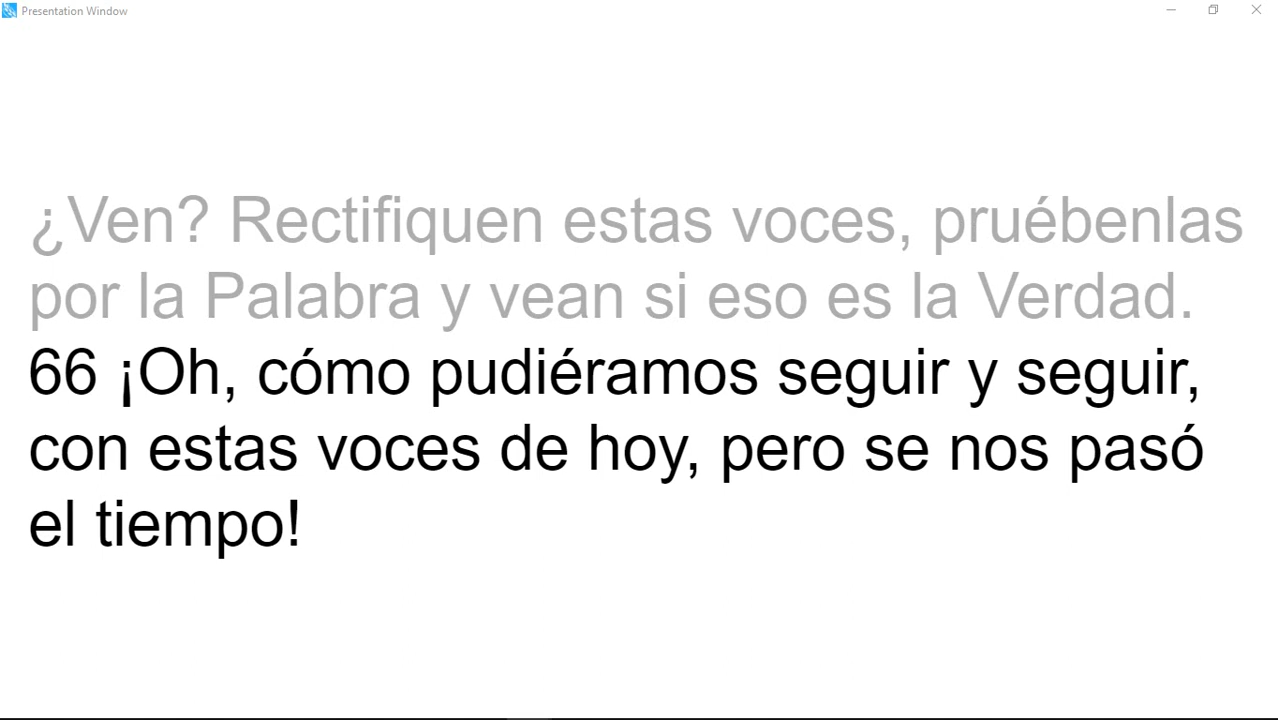 Presentation Window
¿Ven? Rectifiquen estas voces, pruébenlas
por la Palabra y vean si eso es la Verdad.
66 ¡Oh, cómo pudiéramos seguir y seguir,
con estas voces de hoy, pero se nos pasó
el tiempo!